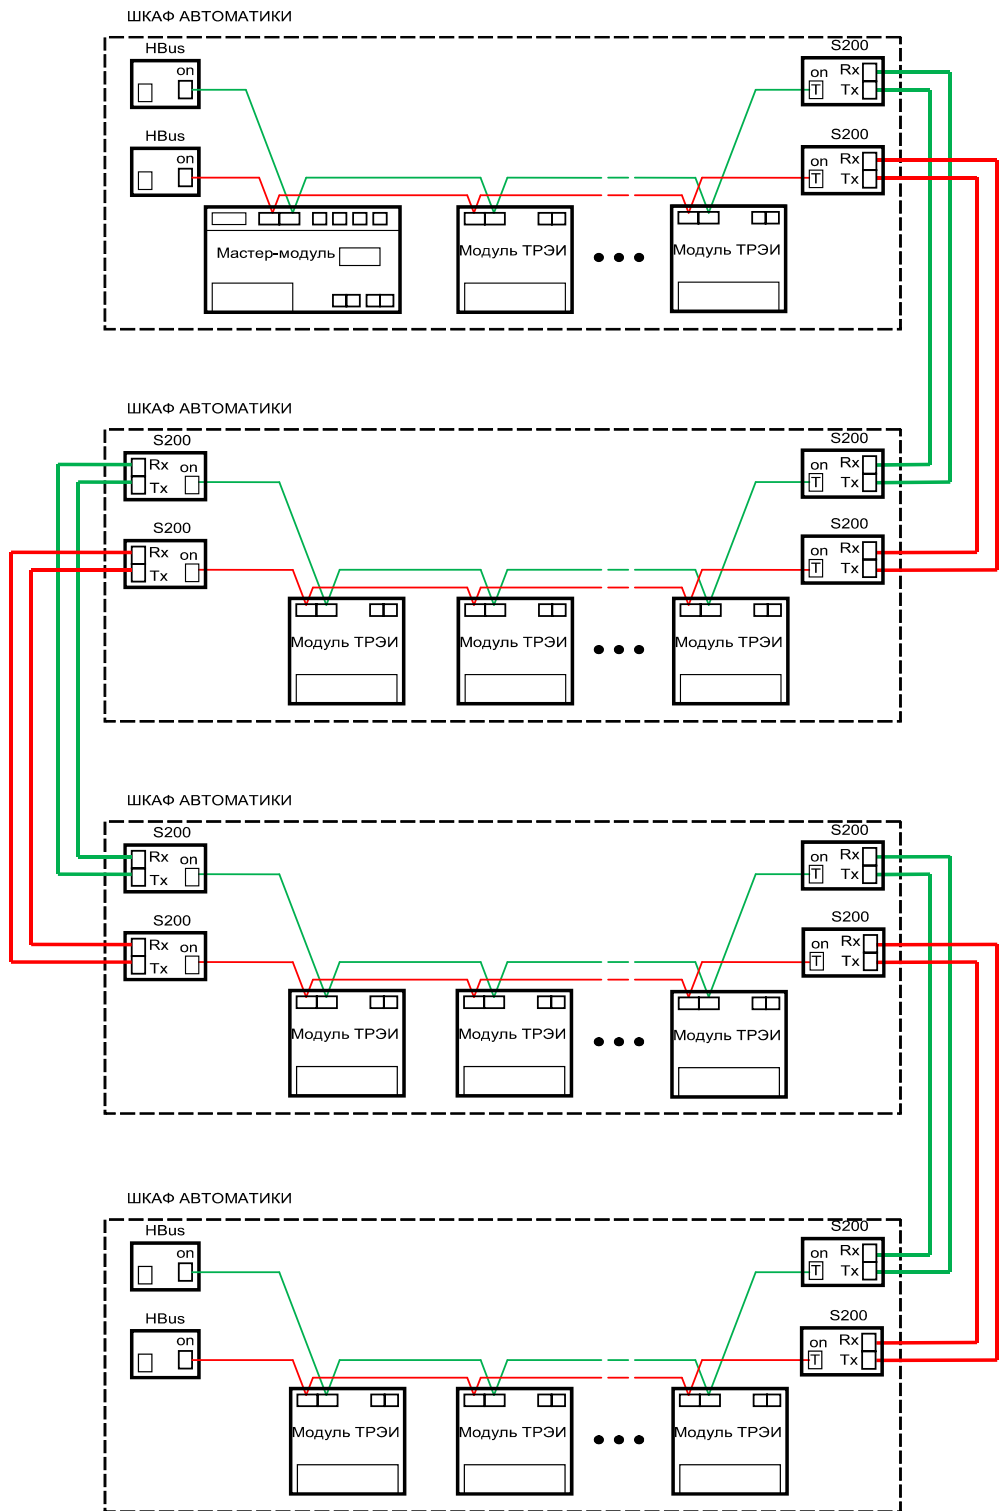 ШКАФ АВТОМАТИКИ
HBus
on
S200
on Rx
T Tx
HBus
on
S200
on Rx
T Tx
Мастер-модуль
Модуль ТРЭИ
Модуль ТРЭИ
ШКАФ АВТОМАТИКИ
S200
Rx on
Tx
S200
on Rx
T Tx
S200
Rx on
Tx
S200
on Rx
T Tx
Модуль ТРЭИ
Модуль ТРЭИ
Модуль ТРЭИ
ШКАФ АВТОМАТИКИ
S200
Rx on
Tx
S200
on Rx
T Tx
S200
Rx on
Tx
S200
on Rx
T Tx
Модуль ТРЭИ
Модуль ТРЭИ
Модуль ТРЭИ
ШКАФ АВТОМАТИКИ
HBus
on
S200
on Rx
T Tx
HBus
on
S200
on Rx
T Tx
Модуль ТРЭИ
Модуль ТРЭИ
Модуль ТРЭИ